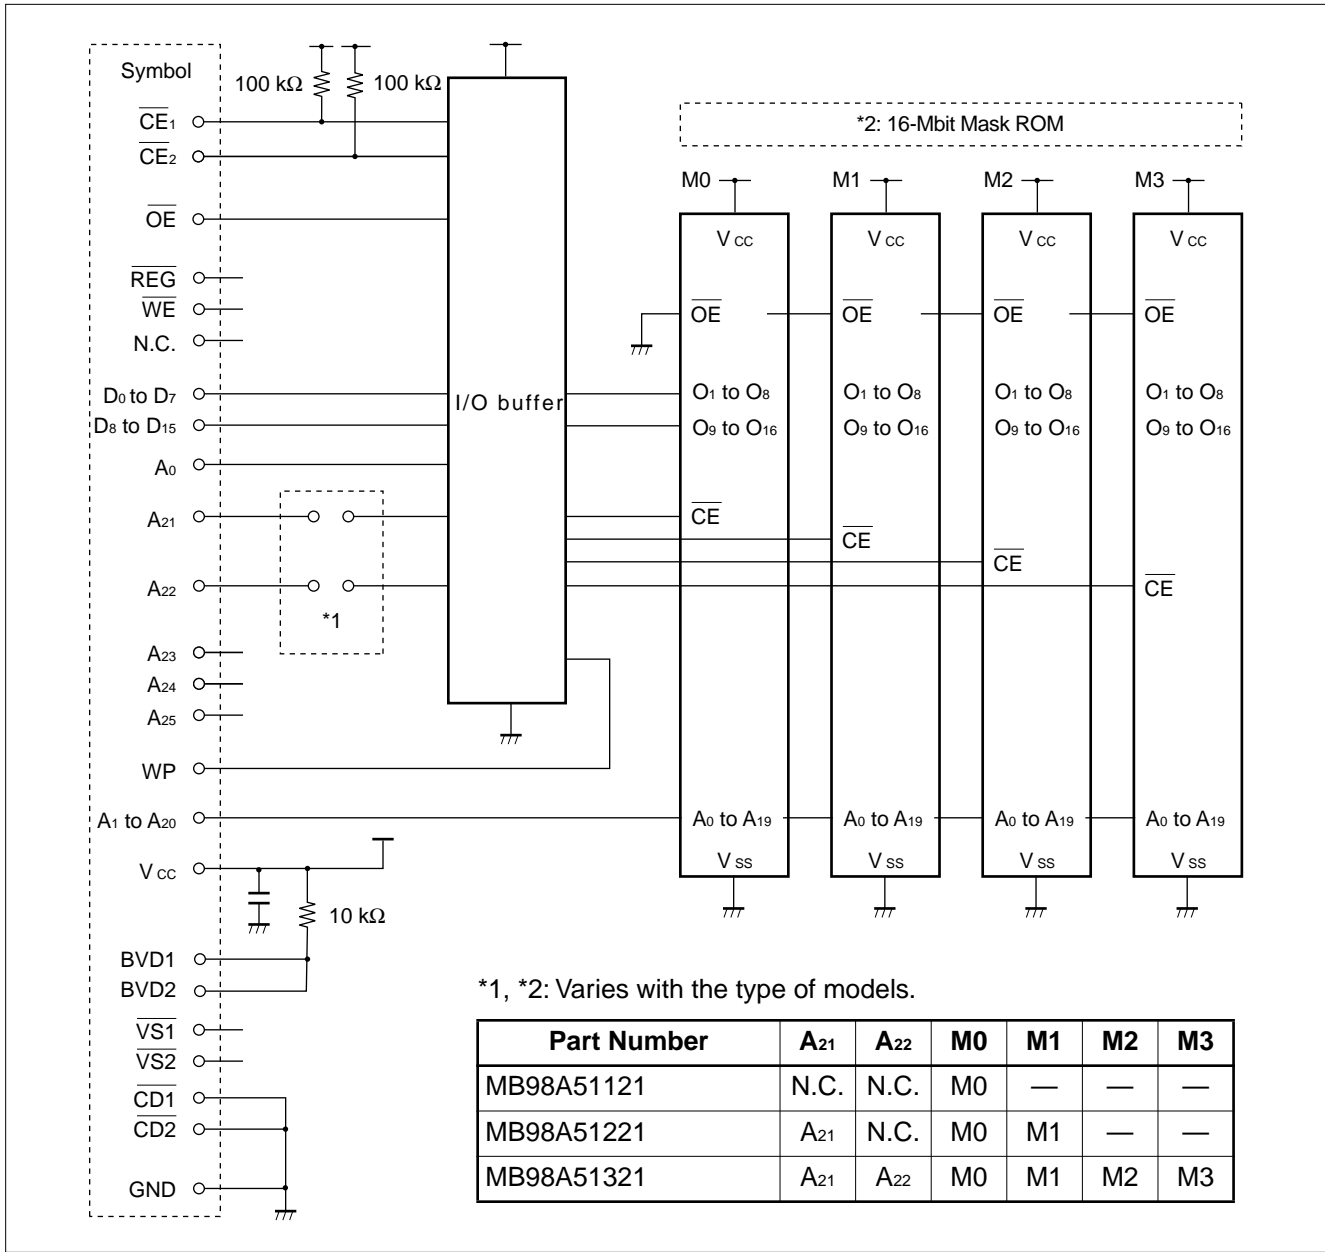 Symbol
100 kΩ 100 kΩ
CE1
CE2
OE
REG
WE
N.C.
D0 to D7
D8 to D15
A0
A21
A22
*1
A23
A24
A25
WP
A1 to A20
VCC
10 kΩ
BVD1
BVD2
VS1
VS2
CD1
CD2
GND
I/O buffer
*2: 16-Mbit Mask ROM
M0 M1 M2 M3
VCC VCC VCC VCC
OE OE OE OE
O1 to O8 O1 to O8 O1 to O8 O1 to O8
O9 to O16 O9 to O16 O9 to O16 O9 to O16
CE
CE
CE
CE
A0 to A19 A0 to A19 A0 to A19 A0 to A19
VSS VSS VSS VSS
*1, *2: Varies with the type of models.
Part Number A21 A22 M0 M1 M2 M3
MB98A51121 N.C. N.C. M0 — — —
MB98A51221 A21 N.C. M0 M1 — —
MB98A51321 A21 A22 M0 M1 M2 M3